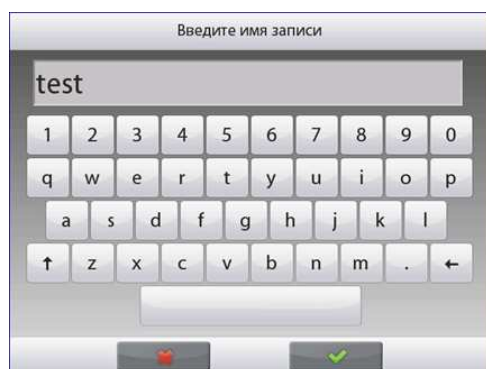 Введите имя записи
test
1 2 3 4 5 6 7 8 9 0
q w e r t y u i o p
a s d f g h j k l
↑ z x c v b n m . ←